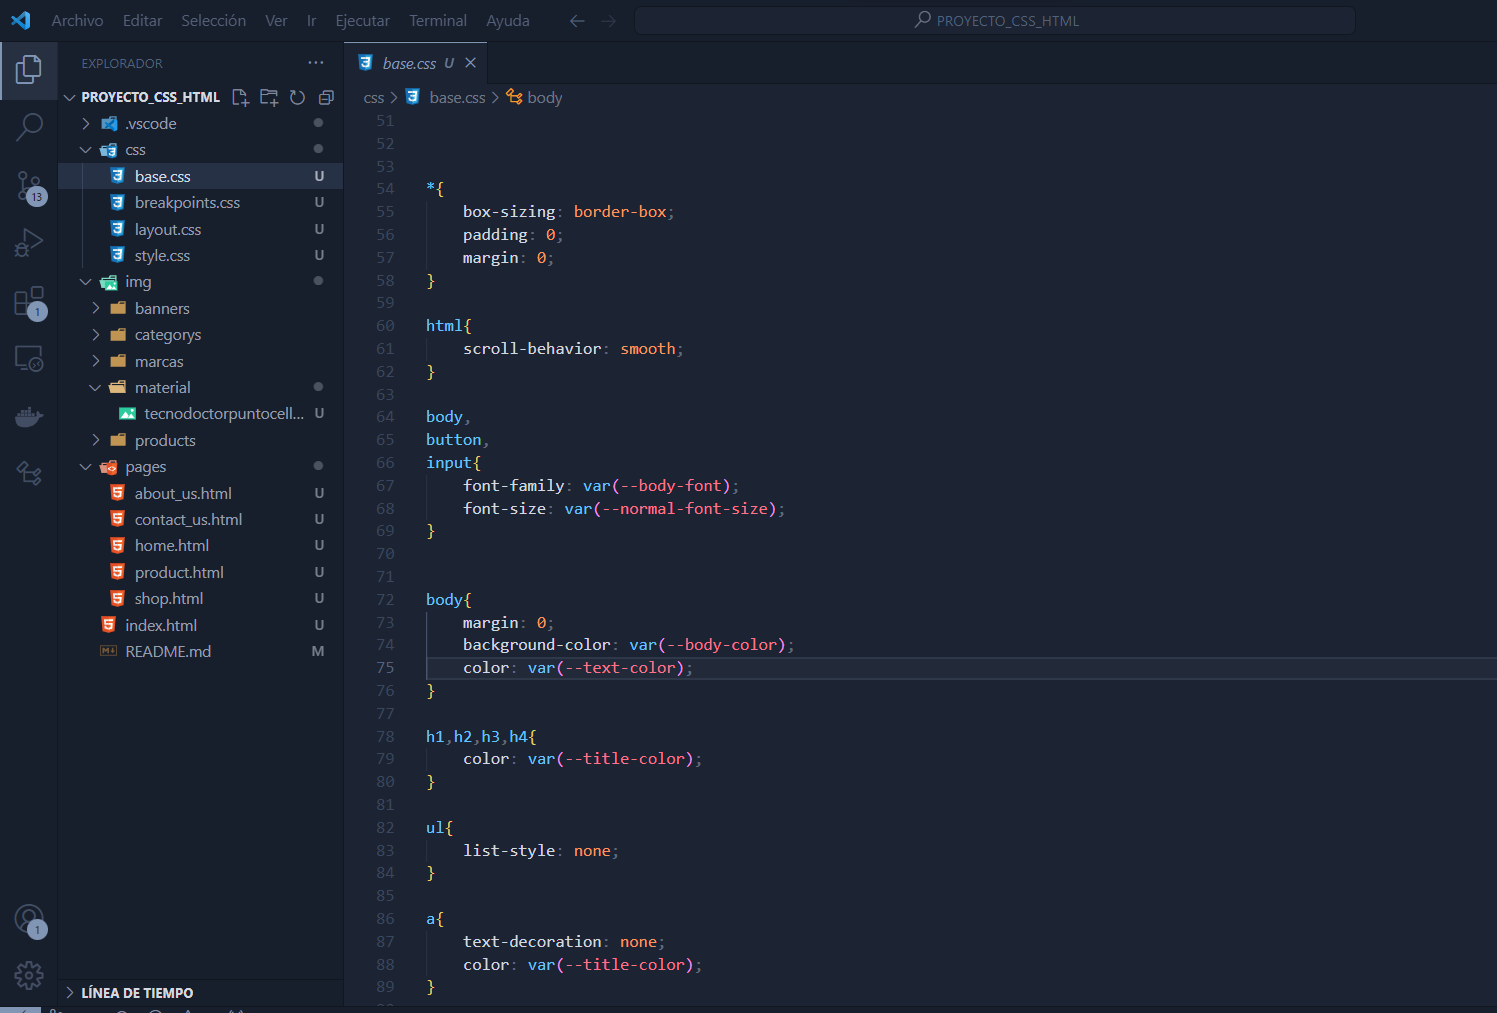 Archivo Editar Selección Ver Ir Ejecutar Terminal Ayuda PROYECTO_CSS_HTML
EXPLORADOR
PROYECTO_CSS_HTML
.vscode
css
base.css U
breakpoints.css U
layout.css U
style.css U
img
banners
categorys
marcas
material
tecnodoctorpuntocell... U
products
pages
about_us.html U
contact_us.html U
home.html U
product.html U
shop.html U
index.html U
README.md M
LÍNEA DE TIEMPO
13
1
1
base.css U
css > base.css > body
51
52
53
54 *{
55 box-sizing: border-box;
56 padding: 0;
57 margin: 0;
58 }
59
60 html{
61 scroll-behavior: smooth;
62 }
63
64 body,
65 button,
66 input{
67 font-family: var(--body-font);
68 font-size: var(--normal-font-size);
69 }
70
71
72 body{
73 margin: 0;
74 background-color: var(--body-color);
75 color: var(--text-color);
76 }
77
78 h1,h2,h3,h4{
79 color: var(--title-color);
80 }
81
82 ul{
83 list-style: none;
84 }
85
86 a{
87 text-decoration: none;
88 color: var(--title-color);
89 }